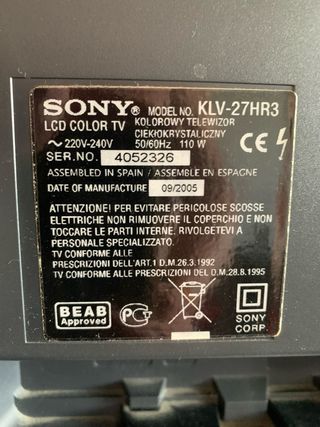 SONY® MODEL NO. KLV-27HR3
LCD COLOR TV KOLOROWY TELEWIZOR
CIEKŁOKRYSTALICZNY
~ 220V-240V 50/60Hz 110 W CE
SER.NO. 4052326
ASSEMBLED IN SPAIN / ASSEMBLÉ EN ESPAGNE
DATE OF MANUFACTURE 09/2005
ATTENZIONE! PER EVITARE PERICOLOSE SCOSSE
ELETTRICHE NON RIMUOVERE IL COPERCHIO E NON
TOCCARE LE PARTI INTERNE. RIVOLGETEVI A
PERSONALE SPECIALIZZATO.
TV CONFORME ALLE
PRESCRIZIONI DELL'ART.1 D.M.26.3.1992
TV CONFORME ALLE PRESCRIZIONI DEL D.M.28.8.1995
BEAB
Approved
SONY
CORP.